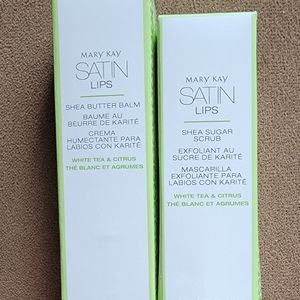 MARY KAY
SATIN
LIPS
SHEA BUTTER BALM
BAUME AU
BEURRE DE KARITÉ
CREMA
HUMECTANTE PARA
LABIOS CON KARITÉ
WHITE TEA & CITRUS
THÉ BLANC ET AGRUMES
MARY KAY
SATIN
LIPS
SHEA SUGAR
SCRUB
EXFOLIANT AU
SUCRE DE KARITÉ
MASCARILLA
EXFOLIANTE PARA
LABIOS CON KARITÉ
WHITE TEA & CITRUS
THÉ BLANC ET AGRUMES